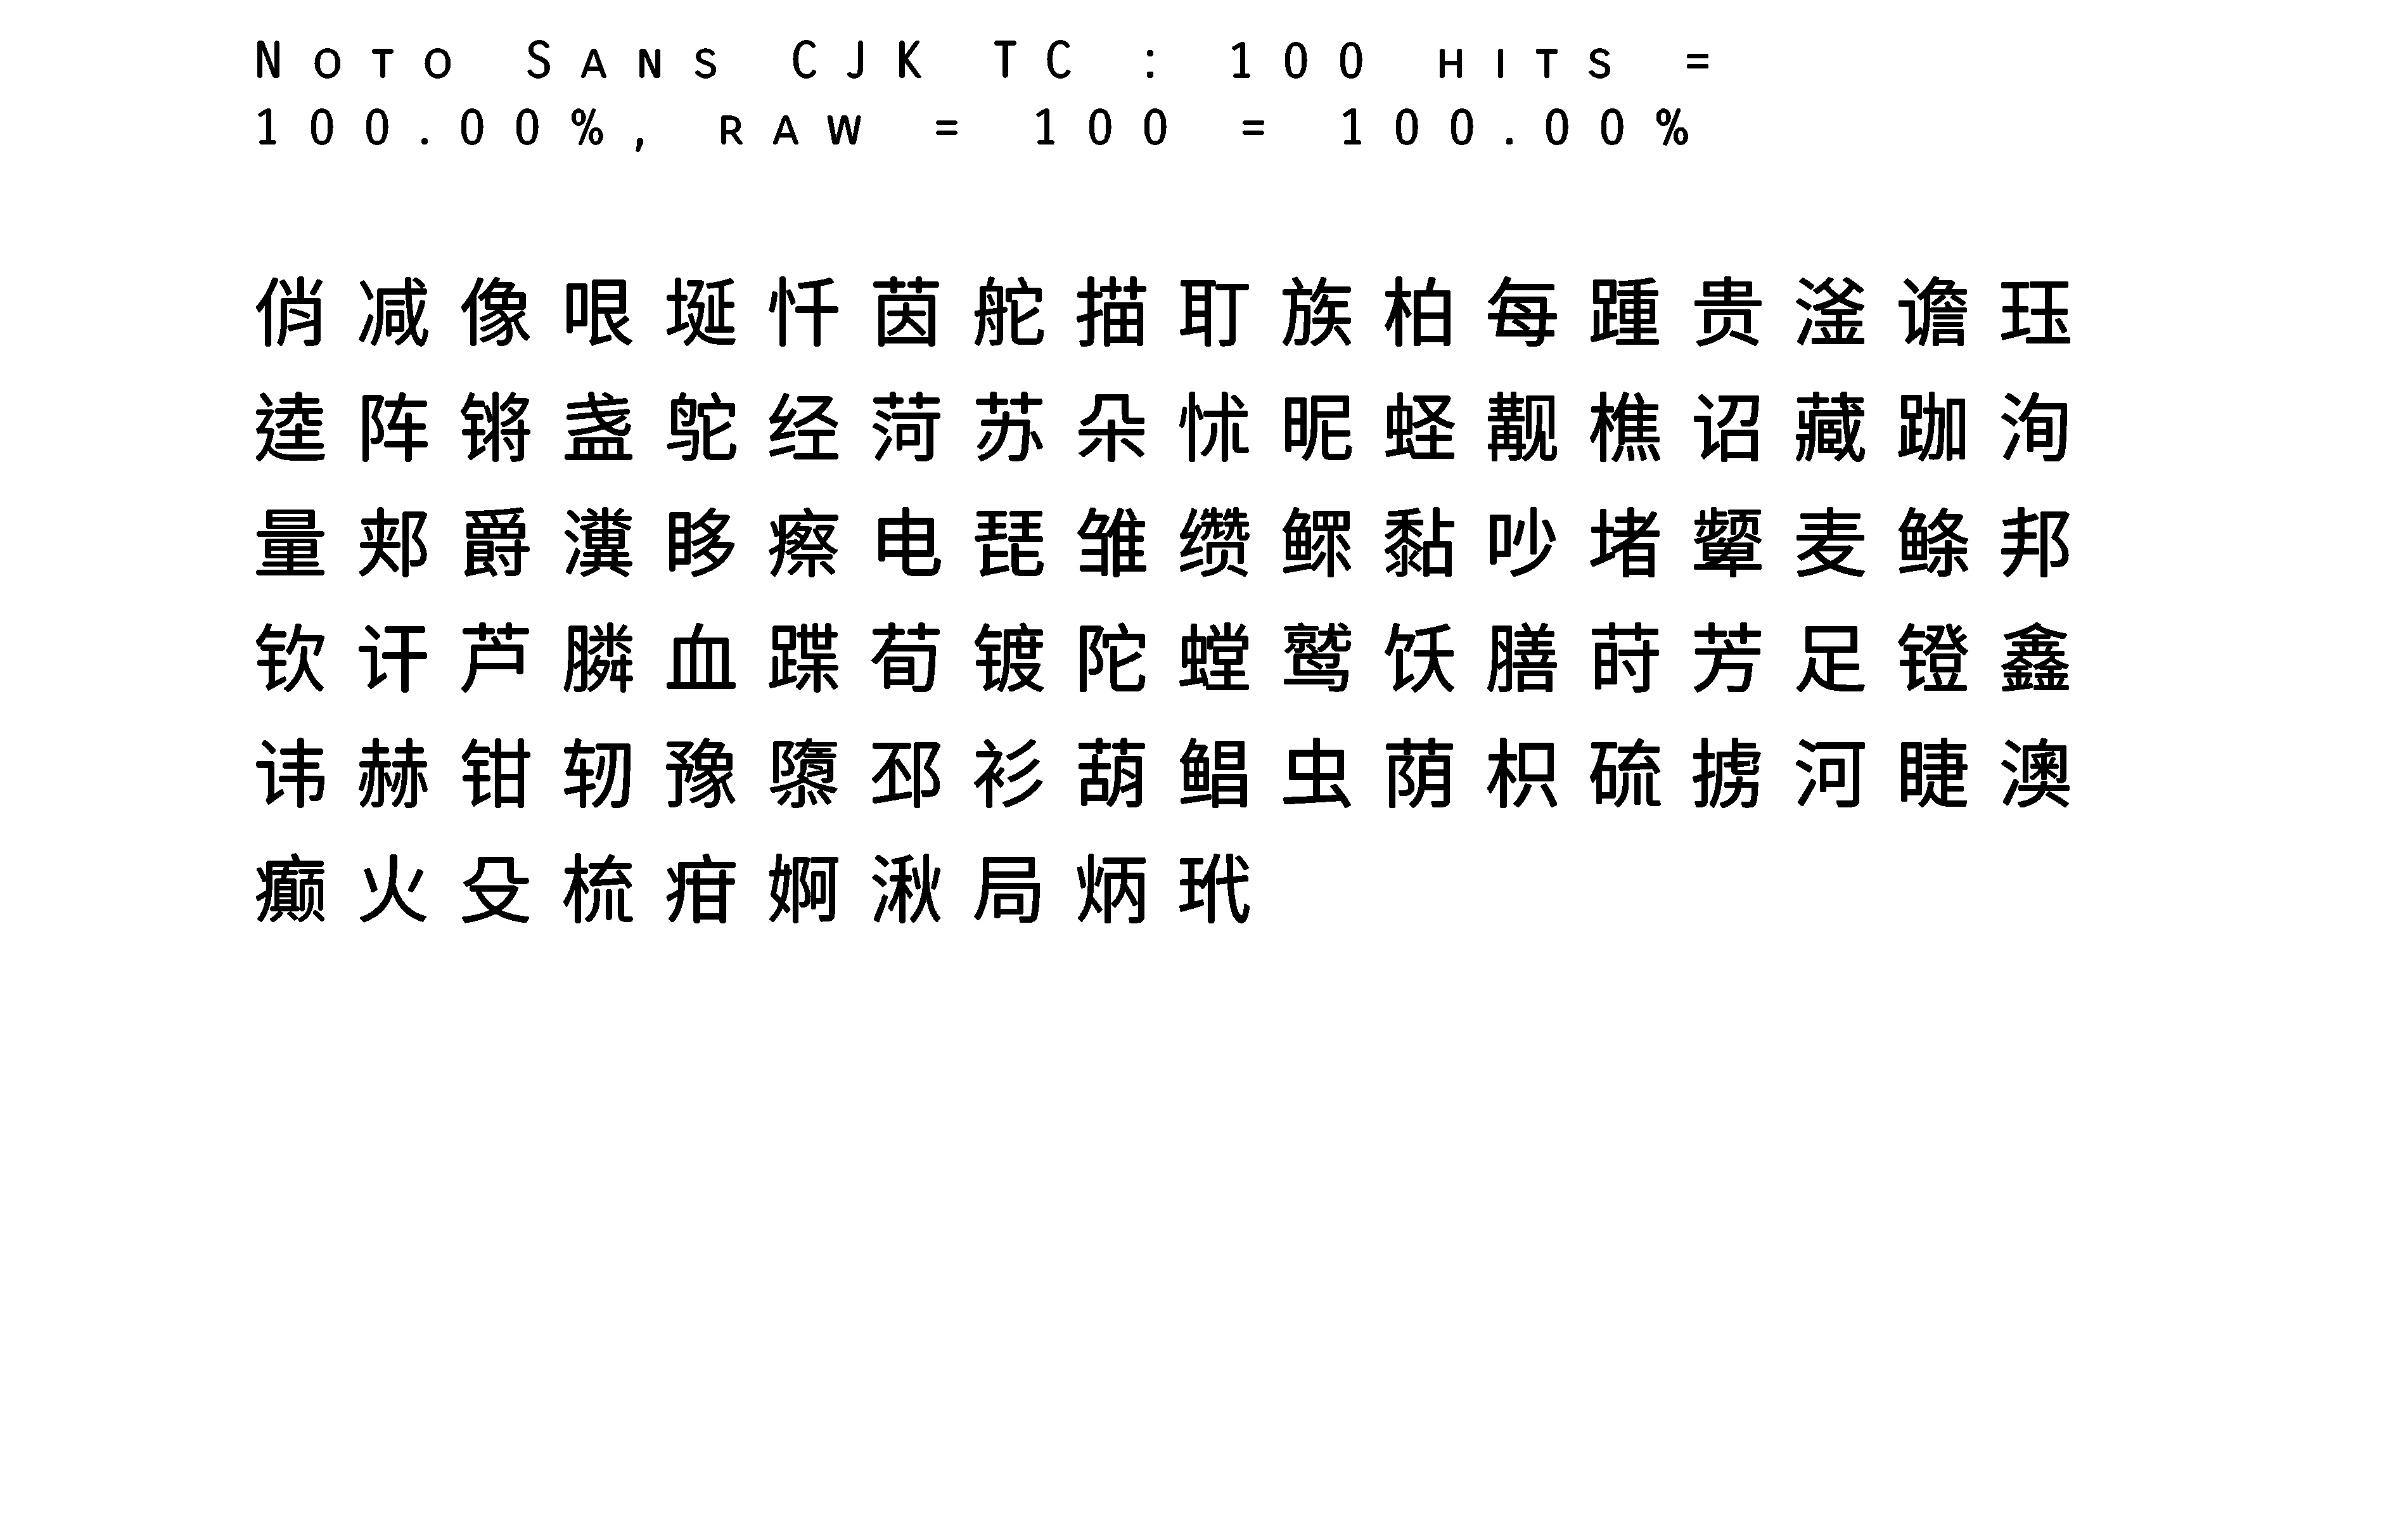 Noto Sans CJK TC : 100 hits =
100.00%, raw = 100 = 100.00%
俏减像哏埏忏茵舵描耵族柏每踵贵滏谵珏
逵阵锵盏鸵经菏苏朵怵昵蛏觏樵诏藏跏洵
量郏爵瀵眵瘵电琵雏缵鳏黏吵堵颦麦鲦邦
钦讦芦膦血蹀荀镀陀螳鹫饫膳莳芳足镫鑫
讳赫钳轫豫隳邳衫葫鲳虫荫枳硫掳河睫澳
癫火殳梳疳婀湫局炳玳